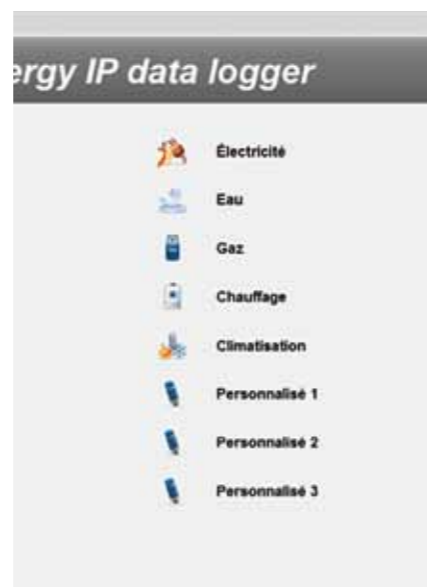 ergy IP data logger
Électricité
Eau
Gaz
Chauffage
Climatisation
Personnalisé 1
Personnalisé 2
Personnalisé 3